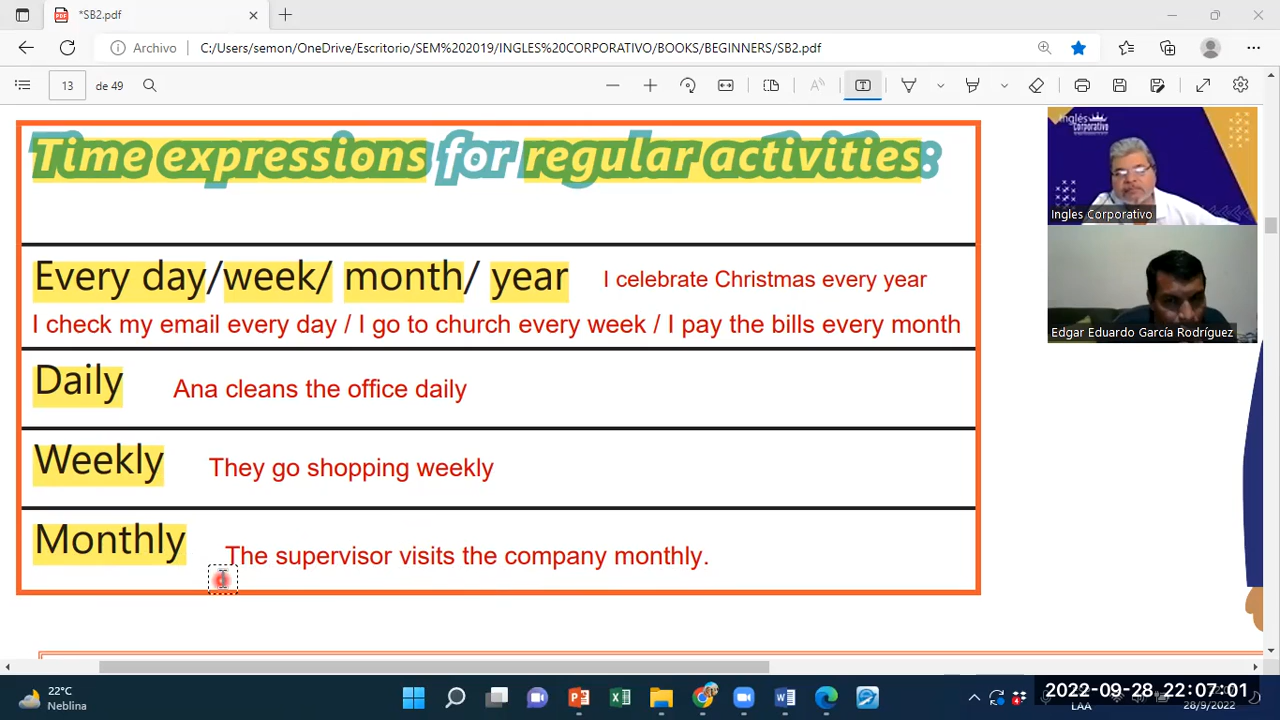 *SB2.pdf
Archivo
C:/Users/semon/OneDrive/Escritorio/SEM%202019/INGLES%20CORPORATIVO/BOOKS/BEGINNERS/SB2.pdf
13 de 49
Time expressions for regular activities:
Every day/week/ month/ year I celebrate Christmas every year
I check my email every day / I go to church every week / I pay the bills every month
Daily Ana cleans the office daily
Weekly They go shopping weekly
Monthly The supervisor visits the company monthly.
Inglés
Corporativo
Ingles Corporativo
Edgar Eduardo García Rodríguez
22°C
Neblina
2022-09-28 22:07:01
LAA
28/9/2022